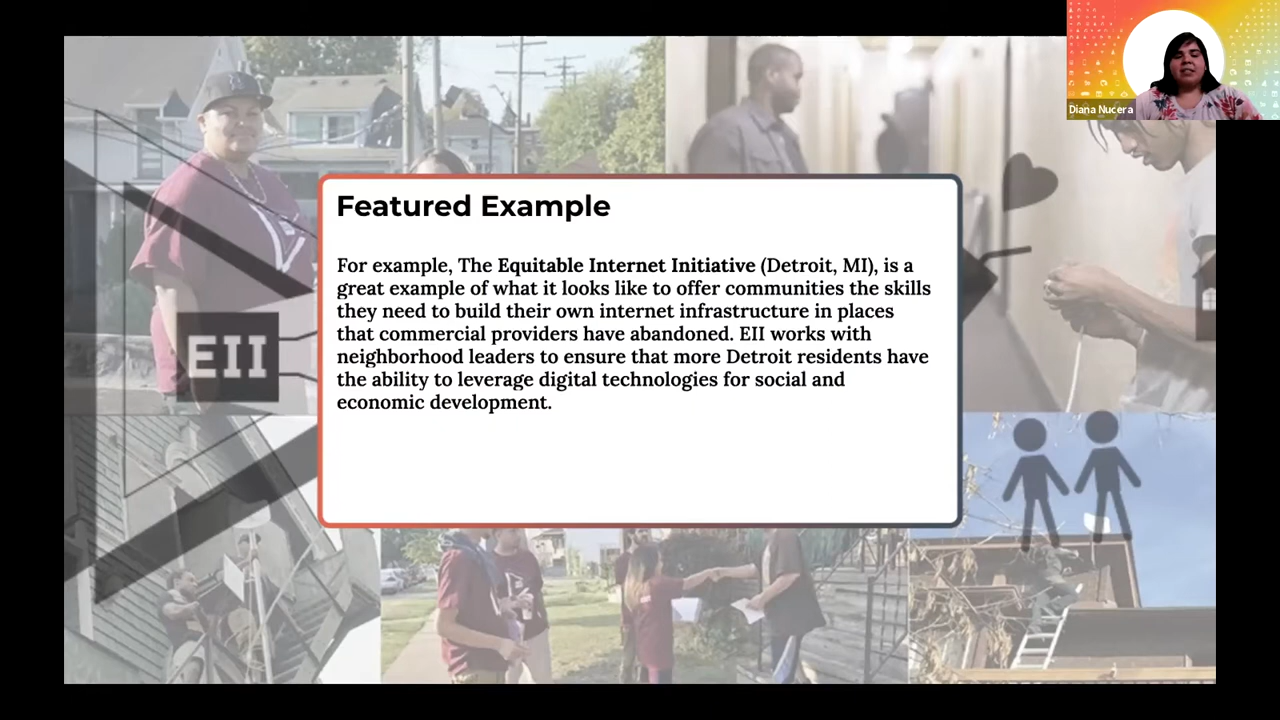 Diana Nucera
Featured Example
For example, The Equitable Internet Initiative (Detroit, MI), is a
great example of what it looks like to offer communities the skills
they need to build their own internet infrastructure in places
that commercial providers have abandoned. EII works with
neighborhood leaders to ensure that more Detroit residents have
the ability to leverage digital technologies for social and
economic development.
EII